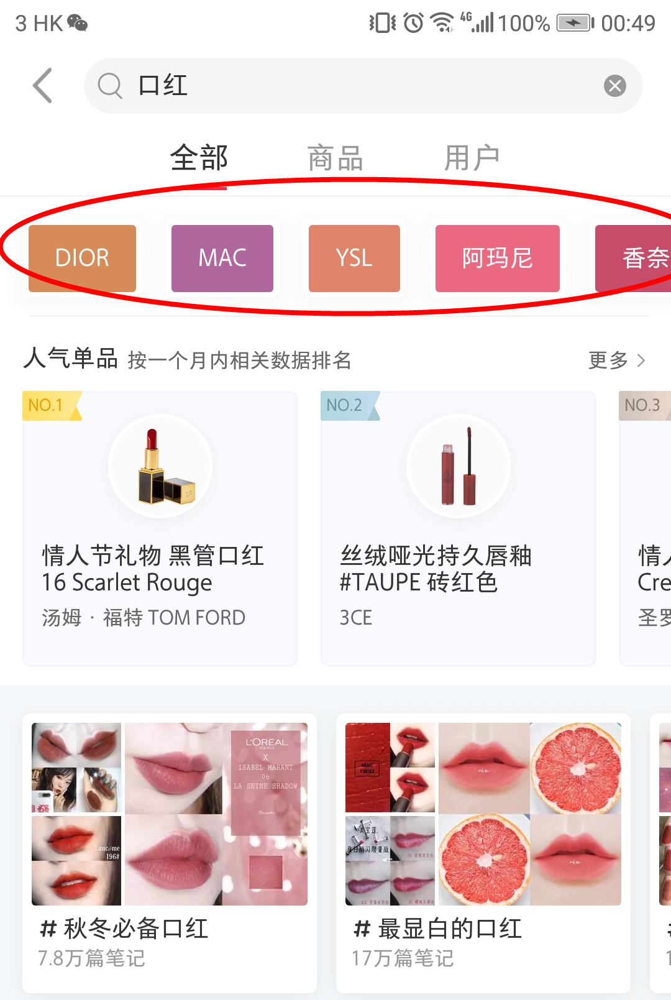 3 HK
4G 100% 00:49
口红
全部 商品 用户
DIOR MAC YSL 阿玛尼 香奈
人气单品 按一个月内相关数据排名 更多
NO.1 NO.2 NO.3
情人节礼物 黑管口红
16 Scarlet Rouge
汤姆 · 福特 TOM FORD
丝绒哑光持久唇釉
#TAUPE 砖红色
3CE
情
Cre
圣罗
L'ORÉAL
PARIS
X
ISABEL MARANT
06
LA SEINE SHADOW
Lancôme
196#
MAC
CHILI
# 秋冬必备口红
7.8万篇笔记
# 最显白的口红
17万篇笔记